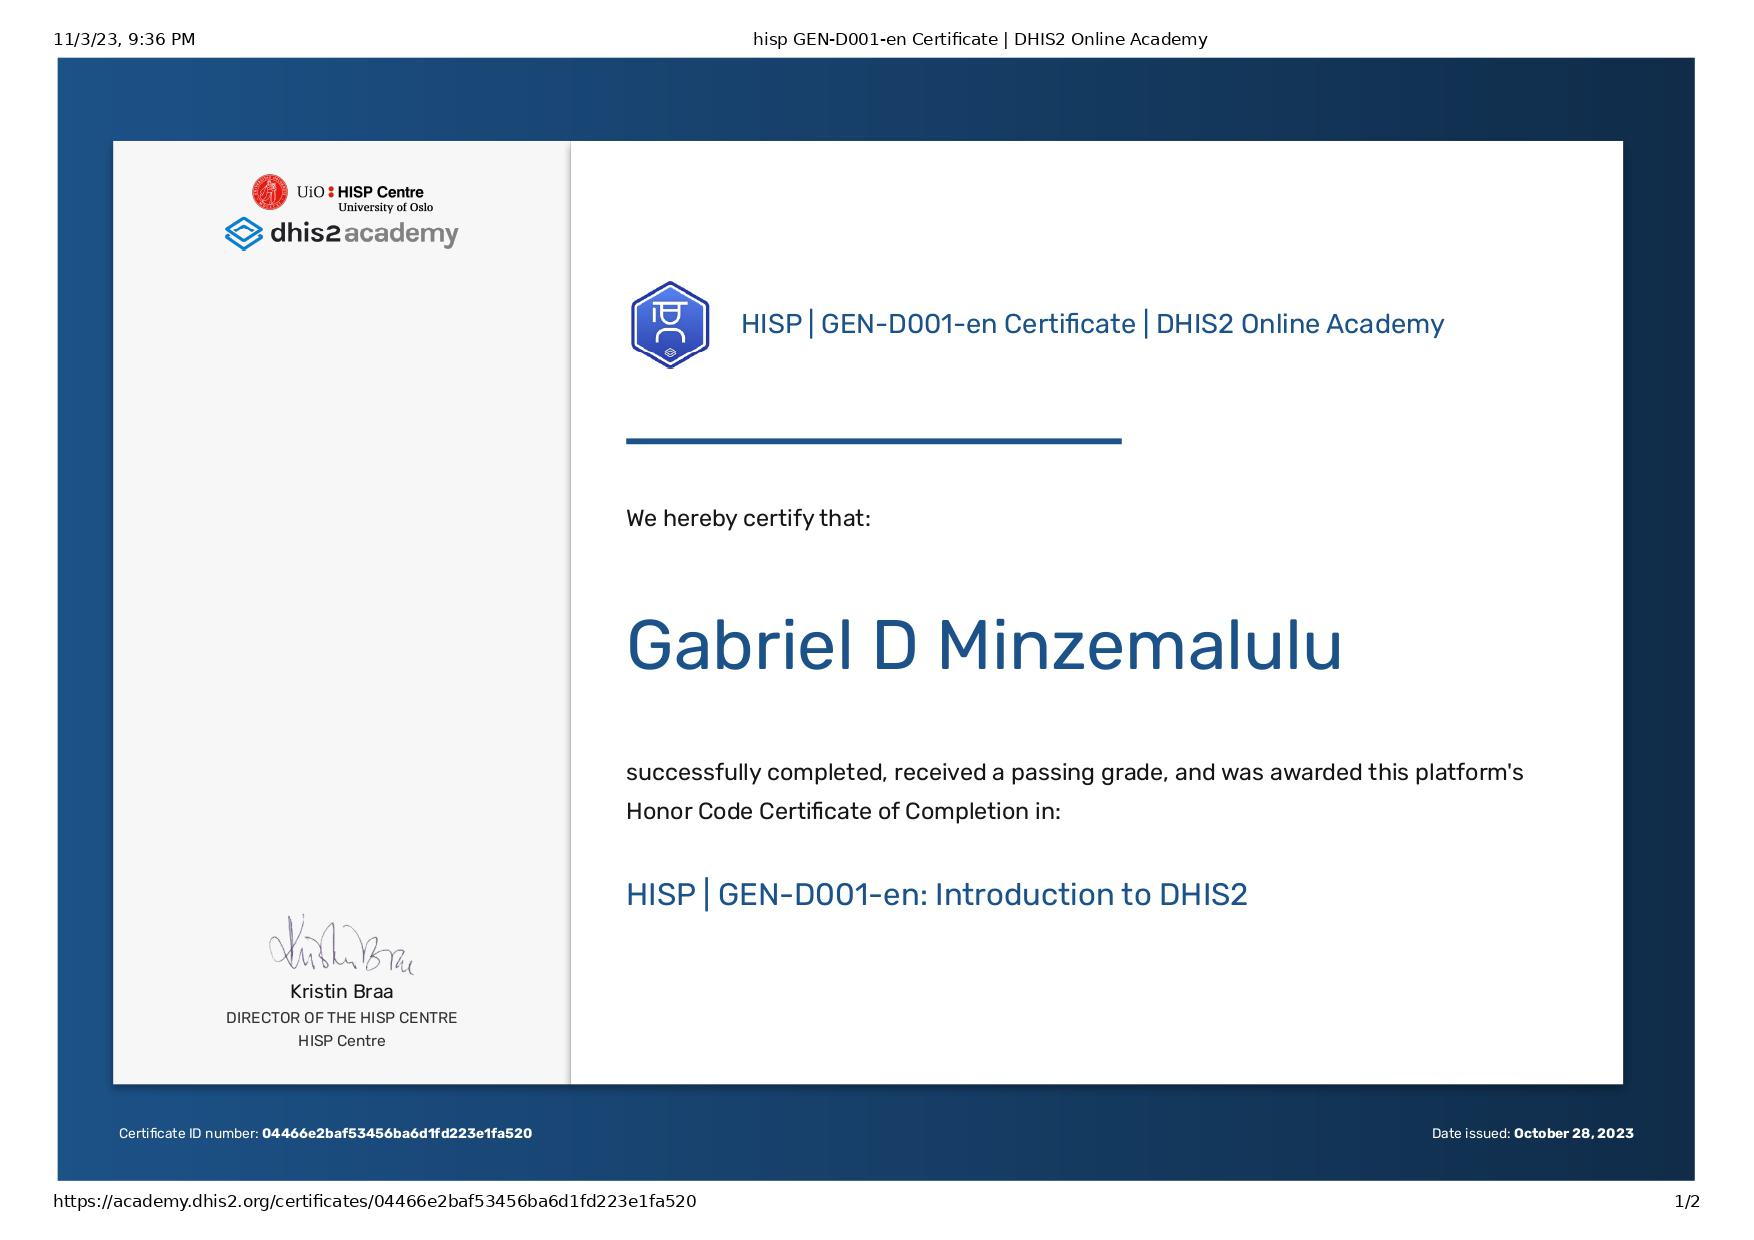 11/3/23, 9:36 PM
hisp GEN-D001-en Certificate | DHIS2 Online Academy
UiO : HISP Centre
University of Oslo
dhis2 academy
HISP | GEN-D001-en Certificate | DHIS2 Online Academy
We hereby certify that:
Gabriel D Minzemalulu
successfully completed, received a passing grade, and was awarded this platform's
Honor Code Certificate of Completion in:
HISP | GEN-D001-en: Introduction to DHIS2
Kristin Braa
Kristin Braa
DIRECTOR OF THE HISP CENTRE
HISP Centre
Certificate ID number: 04466e2baf53456ba6d1fd223e1fa520
Date issued: October 28, 2023
https://academy.dhis2.org/certificates/04466e2baf53456ba6d1fd223e1fa520
1/2